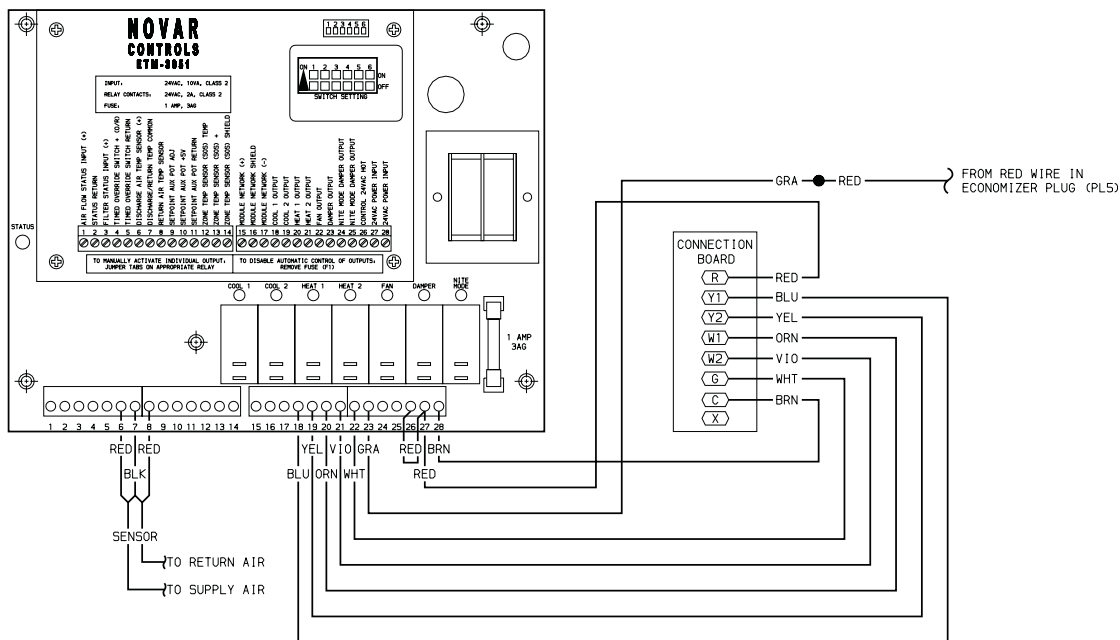 NOVAR
CONTROLS
ETM-3051
INPUT: 24VAC, 10VA, CLASS 2
RELAY CONTACTS: 24VAC, 2A, CLASS 2
FUSE: 1 AMP, 3AG
1 2 3 4 5 6
ON 1 2 3 4 5 6
ON
OFF
SWITCH SETTING
AIR FLOW STATUS INPUT (+)
STATUS RETURN
FILTER STATUS INPUT (+)
TIMED OVERRIDE SWITCH + (O/R)
TIMED OVERRIDE SWITCH RETURN
DISCHARGE AIR TEMP SENSOR (+)
DISCHARGE/RETURN TEMP COMMON
RETURN AIR TEMP SENSOR
SETPOINT AUX POT ADJ
SETPOINT AUX POT +5V
SETPOINT AUX POT RETURN
ZONE TEMP SENSOR (SOS) TEMP
ZONE TEMP SENSOR (SOS) +
ZONE TEMP SENSOR (SOS) SHIELD
MODULE NETWORK (+)
MODULE NETWORK SHIELD
MODULE NETWORK (-)
COOL 1 OUTPUT
COOL 2 OUTPUT
HEAT 1 OUTPUT
HEAT 2 OUTPUT
FAN OUTPUT
DAMPER OUTPUT
NITE MODE DAMPER OUTPUT
NITE MODE DAMPER OUTPUT
CONTROL 24VAC HOT
24VAC POWER INPUT
24VAC POWER INPUT
1 2 3 4 5 6 7 8 9 10 11 12 13 14 15 16 17 18 19 20 21 22 23 24 25 26 27 28
STATUS
TO MANUALLY ACTIVATE INDIVIDUAL OUTPUT:
JUMPER TABS ON APPROPRIATE RELAY
TO DISABLE AUTOMATIC CONTROL OF OUTPUTS:
REMOVE FUSE (F1)
COOL 1 COOL 2 HEAT 1 HEAT 2 FAN DAMPER NITE MODE
1 AMP
3AG
1 2 3 4 5 6 7 8 9 10 11 12 13 14 15 16 17 18 19 20 21 22 23 24 25 26 27 28
RED RED YEL VIO GRA RED BRN
BLK BLU ORN WHT RED
SENSOR
TO RETURN AIR
TO SUPPLY AIR
GRA RED
FROM RED WIRE IN
ECONOMIZER PLUG (PL5)
CONNECTION
BOARD
R RED
Y1 BLU
Y2 YEL
W1 ORN
W2 VIO
G WHT
C BRN
X